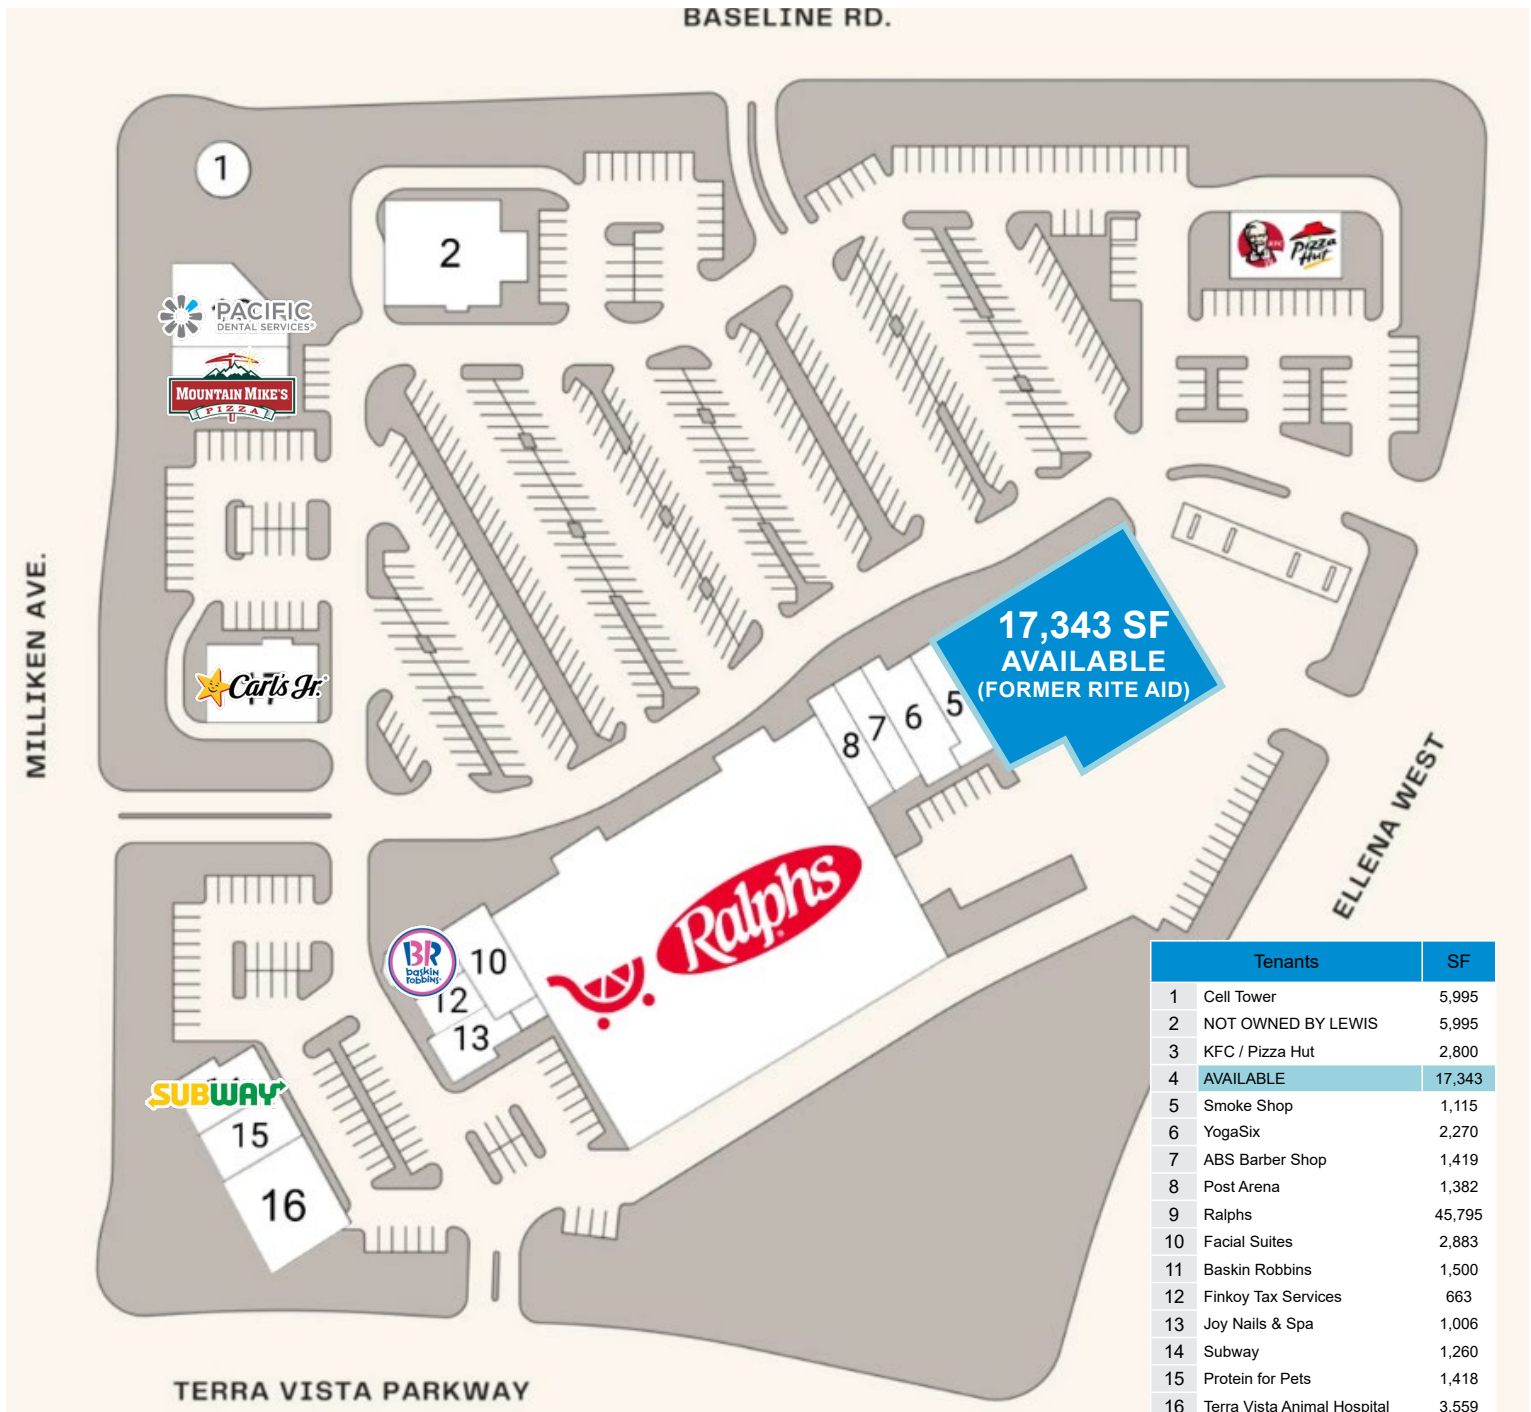 BASELINE RD.
1
2
KFC
Pizza
Hut
PACIFIC
DENTAL SERVICES®
MOUNTAIN MIKE'S
PIZZA
MILLIKEN AVE.
17,343 SF
AVAILABLE
(FORMER RITE AID)
Carl's Jr.
5
6
7
8
ELLENA WEST
Ralphs
BR
baskin
robbins
10
12
13
SUBWAY
15
16
TERRA VISTA PARKWAY
Tenants SF
1 Cell Tower 5,995
2 NOT OWNED BY LEWIS 5,995
3 KFC / Pizza Hut 2,800
4 AVAILABLE 17,343
5 Smoke Shop 1,115
6 YogaSix 2,270
7 ABS Barber Shop 1,419
8 Post Arena 1,382
9 Ralphs 45,795
10 Facial Suites 2,883
11 Baskin Robbins 1,500
12 Finkoy Tax Services 663
13 Joy Nails & Spa 1,006
14 Subway 1,260
15 Protein for Pets 1,418
16 Terra Vista Animal Hospital 3,559